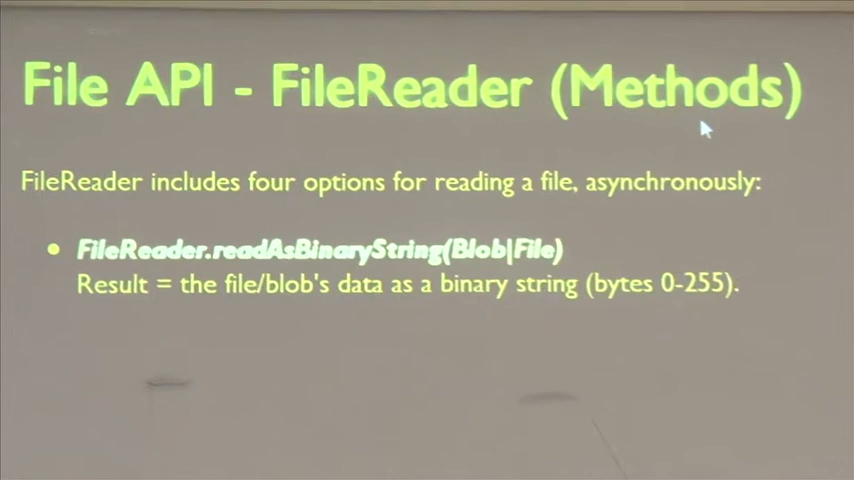 File API - FileReader (Methods)
FileReader includes four options for reading a file, asynchronously:
• FileReader.readAsBinaryString(Blob|File)
Result = the file/blob's data as a binary string (bytes 0-255).